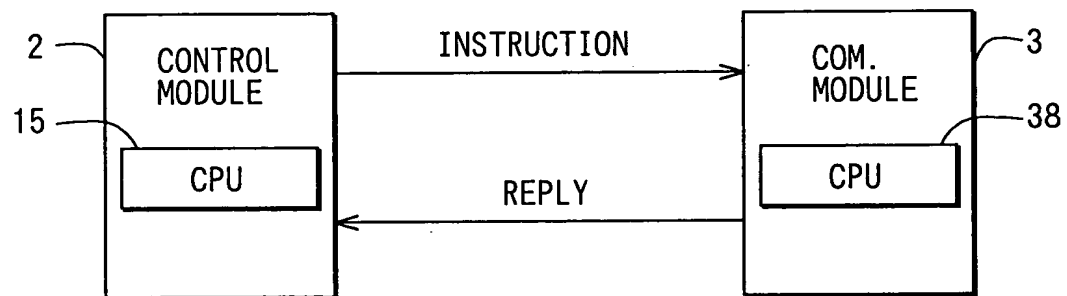 2
CONTROL
MODULE
15
CPU
INSTRUCTION
REPLY
COM.
MODULE
3
CPU
38